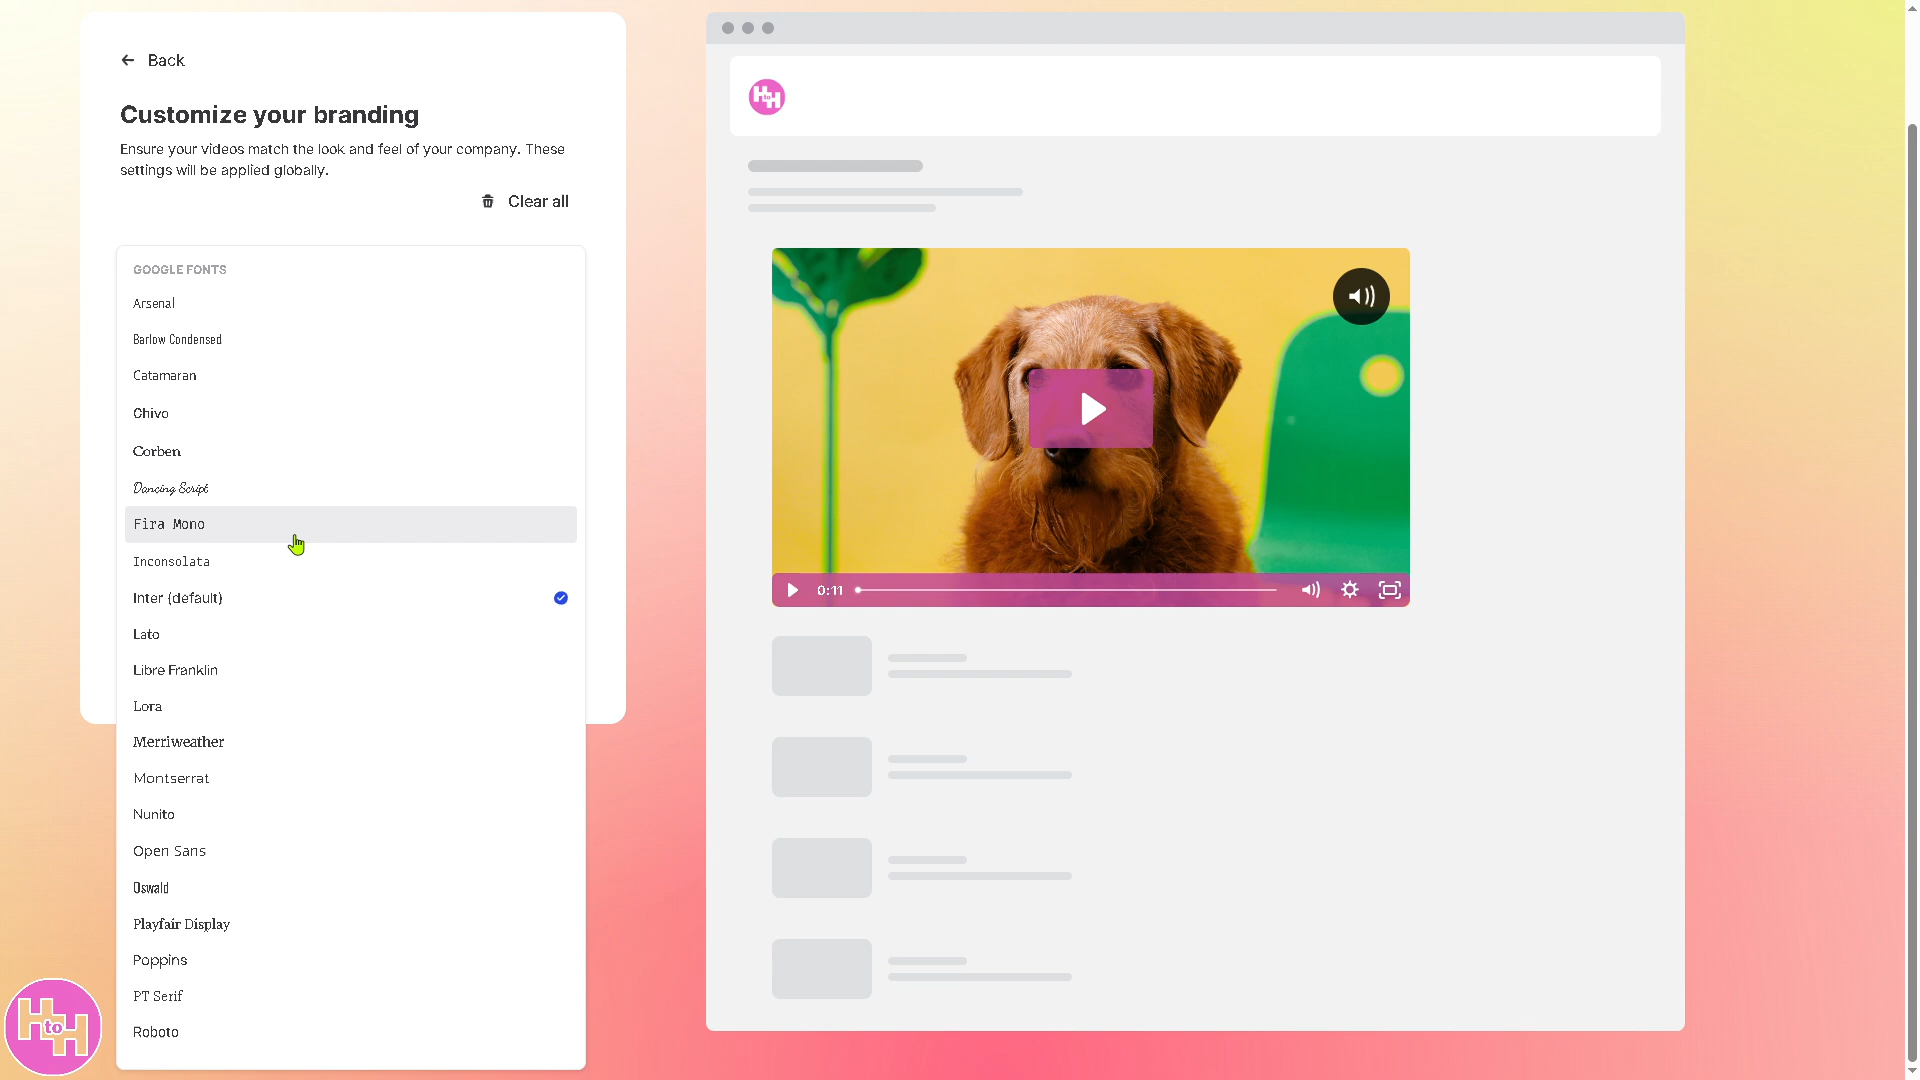 Back
Customize your branding
Ensure your videos match the look and feel of your company. These
settings will be applied globally.
Clear all
GOOGLE FONTS
Arsenal
Barlow Condensed
Catamaran
Chivo
Corben
Dancing Script
Fira Mono
Inconsolata
Inter (default)
Lato
Libre Franklin
Lora
Merriweather
Montserrat
Nunito
Open Sans
Oswald
Playfair Display
Poppins
PT Serif
Roboto
H to H
H to H
0:11